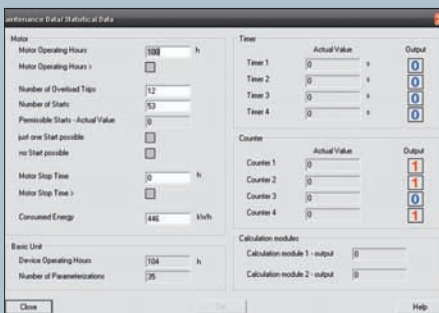 aintenance Data/ Statistical Data
Motor
Motor Operating Hours 100 h
Motor Operating Hours >
Number of Overload Trips 12
Number of Starts 53
Permissible Starts - Actual Value 0
just one Start possible
no Start possible
Motor Stop Time 0 h
Motor Stop Time >
Consumed Energy 446 kWh
Basic Unit
Device Operating Hours 104 h
Number of Parameterizations 35
Timer
Actual Value Output
Timer 1 0 s 0
Timer 2 0 s 0
Timer 3 0 s 0
Timer 4 0 s 0
Counter
Actual Value Output
Counter 1 0 1
Counter 2 0 1
Counter 3 0 0
Counter 4 0 1
Calculation modules
Calculation module 1 - output 0
Calculation module 2 - output 0
Close
Help